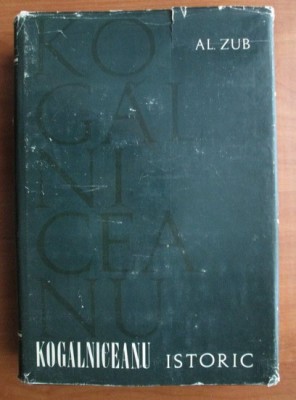 KO
AL. ZUB
GAL
NI
CEA
NU
KOGALNICEANU ISTORIC